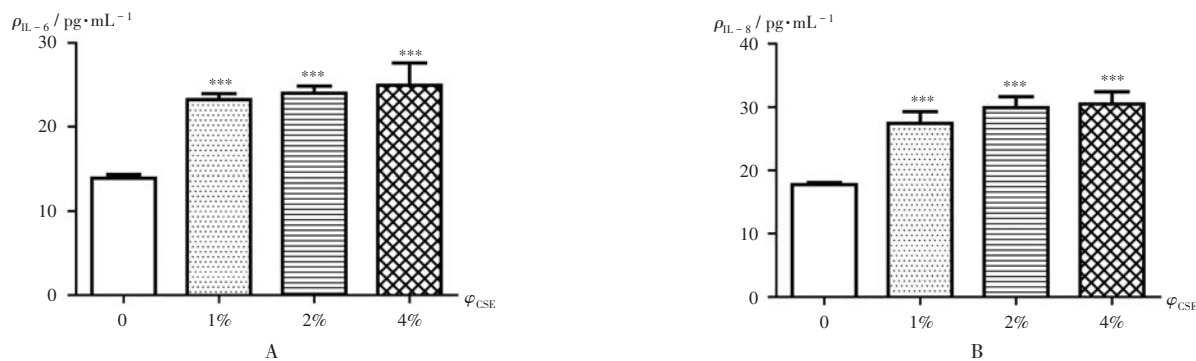 ρIL-6 / pg·mL⁻¹
30
20
10
0
***
***
***
0 1% 2% 4%
φCSE
A
ρIL-8 / pg·mL⁻¹
40
30
20
10
0
***
***
***
0 1% 2% 4%
φCSE
B